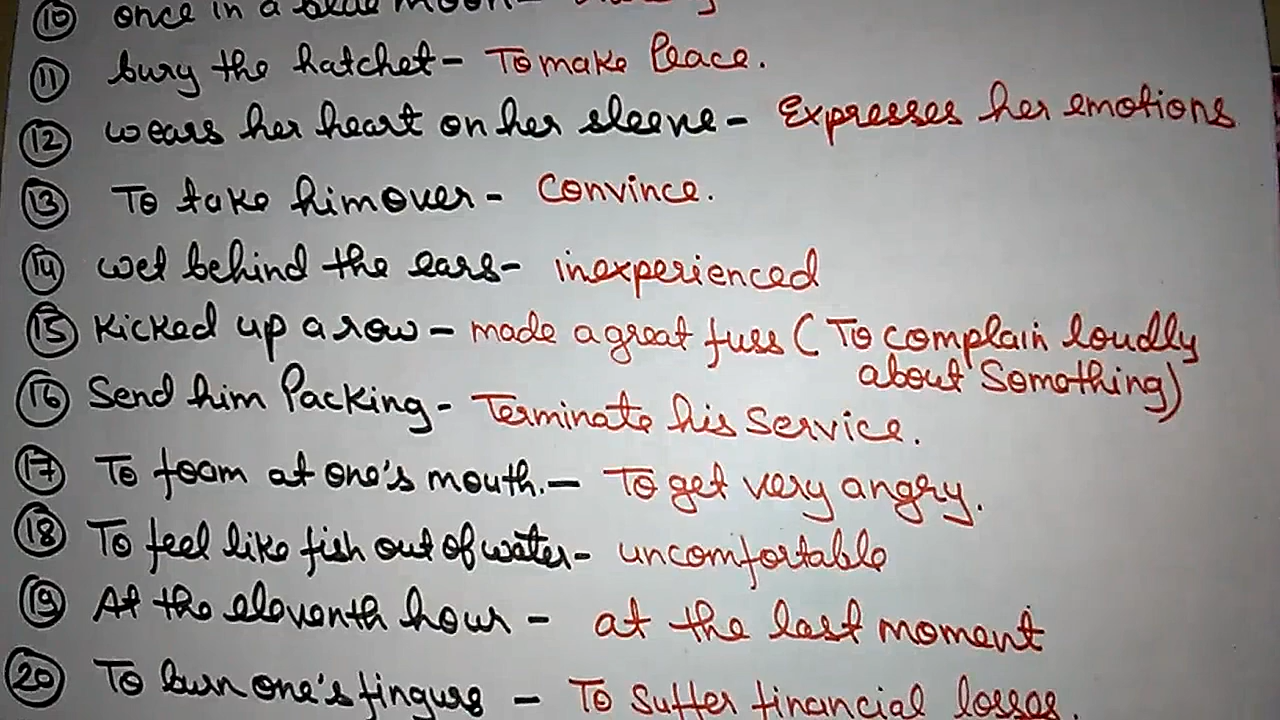 10 once in a blue moon-
11 bury the hatchet- To make Peace.
12 wears her heart on her sleeve- Expresses her emotions
13 To take him over- Convince.
14 wet behind the ears- inexperienced
15 Kicked up a row- made a great fuss (To complain loudly
about Something)
16 Send him Packing- Terminate his Service.
17 To foam at one's mouth.- To get very angry.
18 To feel like fish out of water- uncomfortable
19 At the eleventh hour- at the last moment
20 To burn one's fingurs - To suffer financial losses.